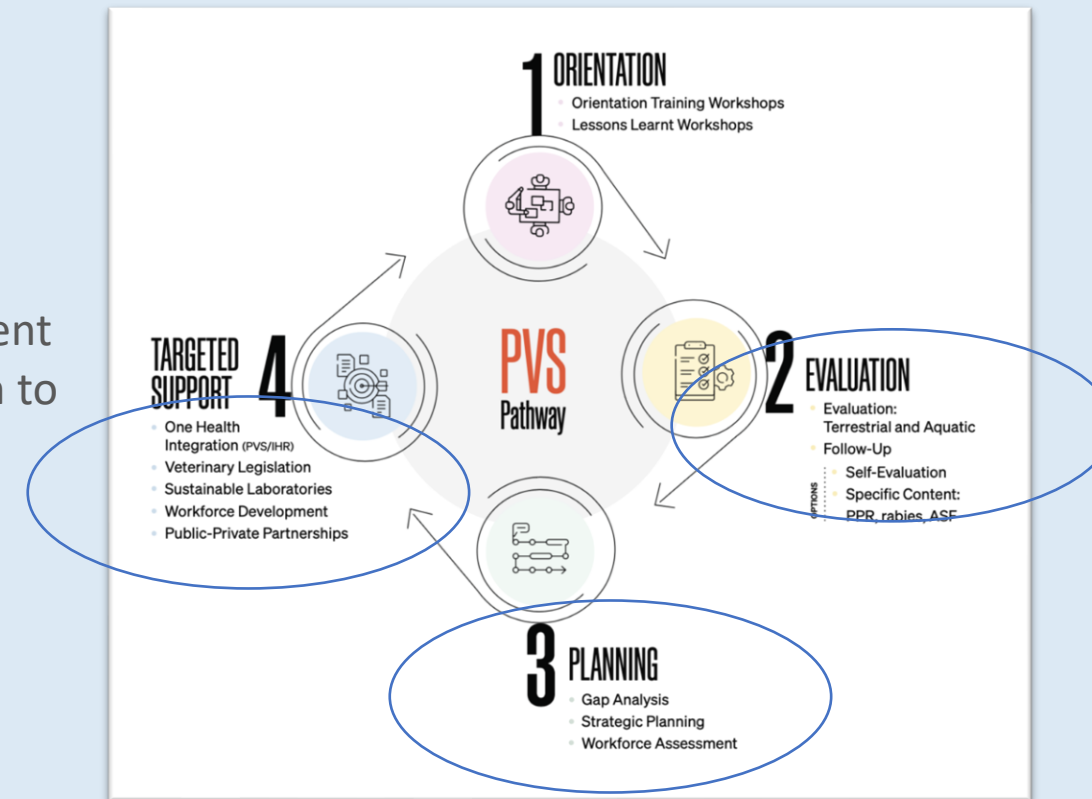 1 ORIENTATION
Orientation Training Workshops
Lessons Learnt Workshops
ent
to
PVS
Pathway
2 EVALUATION
Evaluation:
Terrestrial and Aquatic
Follow-Up
OPTIONS
Self-Evaluation
Specific Content:
PPR, rabies, ASF
3 PLANNING
Gap Analysis
Strategic Planning
Workforce Assessment
TARGETED
SUPPORT 4
One Health
Integration (PVS/IHR)
Veterinary Legislation
Sustainable Laboratories
Workforce Development
Public-Private Partnerships